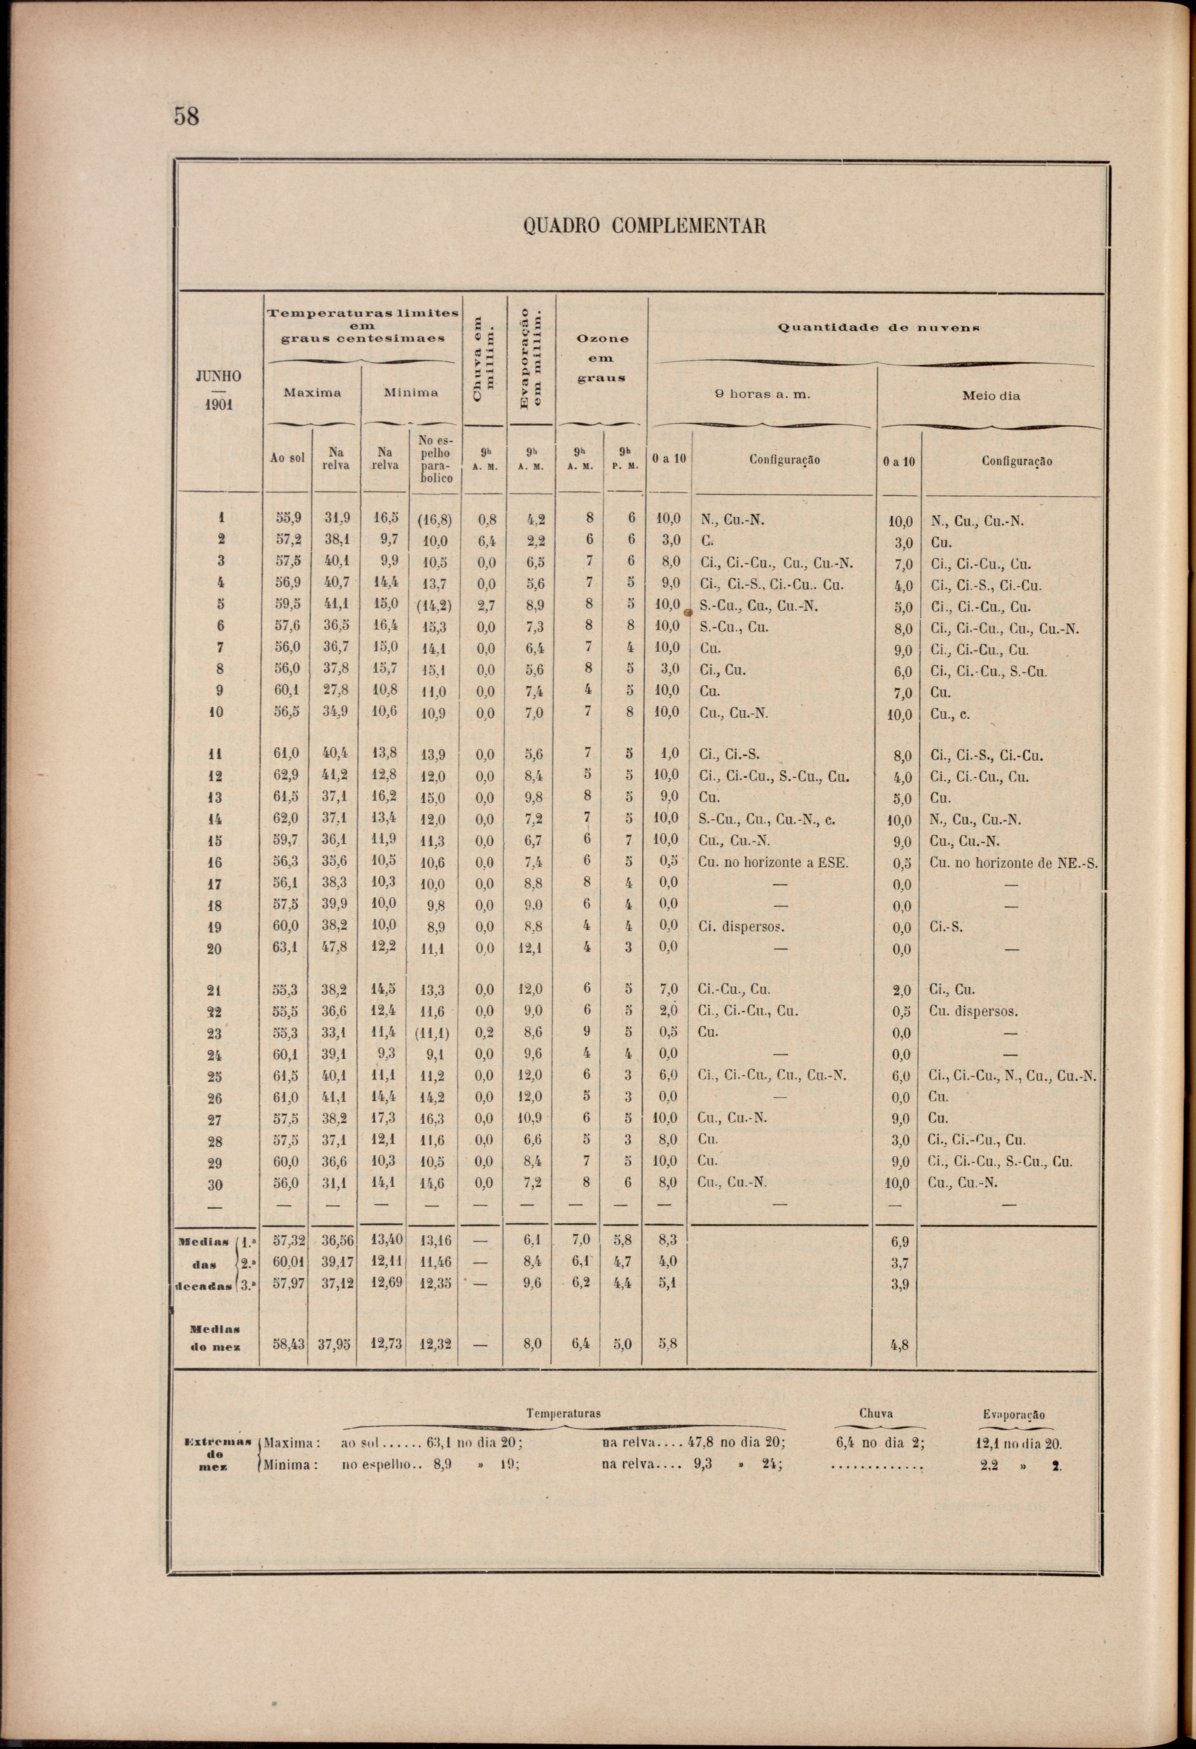 58
QUADRO COMPLEMENTAR
JUNHO
—
1901
Temperaturas limites
em
graus centesimaes
Chuva em
millim.
Evaporação
em millim.
Ozone
em
graus
Quantidade de nuvens
Maxima Minima 9 horas a. m. Meio dia
Ao sol Na relva Na relva No es-pelho para-bolico 9h A. M. 9h A. M. 9h A. M. 9h P. M. 0 a 10 Configuração 0 a 10 Configuração
1 55,9 31,9 16,5 (16,8) 0,8 4,2 8 6 10,0 N., Cu.-N. 10,0 N., Cu., Cu.-N.
2 57,2 38,1 9,7 10,0 6,4 2,2 6 6 3,0 C. 3,0 Cu.
3 57,5 40,1 9,9 10,5 0,0 6,5 7 6 8,0 Ci., Ci.-Cu., Cu., Cu.-N. 7,0 Ci., Ci.-Cu., Cu.
4 56,9 40,7 14,4 13,7 0,0 5,6 7 5 9,0 Ci., Ci.-S., Ci.-Cu.. Cu. 4,0 Ci., Ci.-S., Ci.-Cu.
5 59,5 41,1 15,0 (14,2) 2,7 8,9 8 5 10,0 S.-Cu., Cu., Cu.-N. 5,0 Ci., Ci.-Cu., Cu.
6 57,6 36,5 16,4 15,3 0,0 7,3 8 8 10,0 S.-Cu., Cu. 8,0 Ci., Ci.-Cu., Cu., Cu.-N.
7 56,0 36,7 15,0 14,1 0,0 6,4 7 4 10,0 Cu. 9,0 Ci., Ci.-Cu., Cu.
8 56,0 37,8 15,7 15,1 0,0 5,6 8 5 3,0 Ci., Cu. 6,0 Ci., Ci.-Cu., S.-Cu.
9 60,1 27,8 10,8 11,0 0,0 7,4 4 5 10,0 Cu. 7,0 Cu.
10 56,5 34,9 10,6 10,9 0,0 7,0 7 8 10,0 Cu., Cu.-N. 10,0 Cu., c.
11 61,0 40,4 13,8 13,9 0,0 5,6 7 5 1,0 Ci., Ci.-S. 8,0 Ci., Ci.-S., Ci.-Cu.
12 62,9 41,2 12,8 12,0 0,0 8,4 5 5 10,0 Ci., Ci.-Cu., S.-Cu., Cu. 4,0 Ci., Ci.-Cu., Cu.
13 61,5 37,1 16,2 15,0 0,0 9,8 8 5 9,0 Cu. 5,0 Cu.
14 62,0 37,1 13,4 12,0 0,0 7,2 7 5 10,0 S.-Cu., Cu., Cu.-N., c. 10,0 N., Cu., Cu.-N.
15 59,7 36,1 11,9 11,3 0,0 6,7 6 7 10,0 Cu., Cu.-N. 9,0 Cu., Cu.-N.
16 56,3 35,6 10,5 10,6 0,0 7,4 6 5 0,5 Cu. no horizonte a ESE. 0,5 Cu. no horizonte de NE.-S.
17 56,1 38,3 10,3 10,0 0,0 8,8 8 4 0,0 — 0,0 —
18 57,5 39,9 10,0 9,8 0,0 9,0 6 4 0,0 — 0,0 —
19 60,0 38,2 10,0 8,9 0,0 8,8 4 4 0,0 Ci. dispersos. 0,0 Ci.-S.
20 63,1 47,8 12,2 11,1 0,0 12,1 4 3 0,0 — 0,0 —
21 55,3 38,2 14,5 13,3 0,0 12,0 6 5 7,0 Ci.-Cu., Cu. 2,0 Ci., Cu.
22 55,5 36,6 12,4 11,6 0,0 9,0 6 5 2,0 Ci., Ci.-Cu., Cu. 0,5 Cu. dispersos.
23 55,3 33,1 11,4 (11,1) 0,2 8,6 9 5 0,5 Cu. 0,0 —
24 60,1 39,1 9,3 9,1 0,0 9,6 4 4 0,0 — 0,0 —
25 61,5 40,1 11,1 11,2 0,0 12,0 6 3 6,0 Ci., Ci.-Cu., Cu., Cu.-N. 6,0 Ci., Ci.-Cu., N., Cu., Cu.-N.
26 61,0 41,1 14,4 14,2 0,0 12,0 5 3 0,0 — 0,0 Cu.
27 57,5 38,2 17,3 16,3 0,0 10,9 6 5 10,0 Cu., Cu.-N. 9,0 Cu.
28 57,5 37,1 12,1 11,6 0,0 6,6 5 3 8,0 Cu. 3,0 Ci., Ci.-Cu., Cu.
29 60,0 36,6 10,3 10,5 0,0 8,4 7 5 10,0 Cu. 9,0 Ci., Ci.-Cu., S.-Cu., Cu.
30 56,0 31,1 14,1 14,6 0,0 7,2 8 6 8,0 Cu., Cu.-N. 10,0 Cu., Cu.-N.
— — — — — — — — — — — — —
Medias 1.ª 57,32 36,56 13,40 13,16 — 6,1 7,0 5,8 8,3 6,9
das 2.ª 60,01 39,17 12,11 11,46 — 8,4 6,1 4,7 4,0 3,7
decadas 3.ª 57,97 37,12 12,69 12,35 — 9,6 6,2 4,4 5,1 3,9
Medias
do mez 58,43 37,95 12,73 12,32 — 8,0 6,4 5,0 5,8 4,8
Temperaturas Chuva Evaporação
Extremas do mez
Maxima: ao sol...... 63,1 no dia 20; na relva.... 47,8 no dia 20; 6,4 no dia 2; 12,1 no dia 20.
Minima: no espelho.. 8,9 » 19; na relva.... 9,3 » 24; ............. 2,2 » 2.